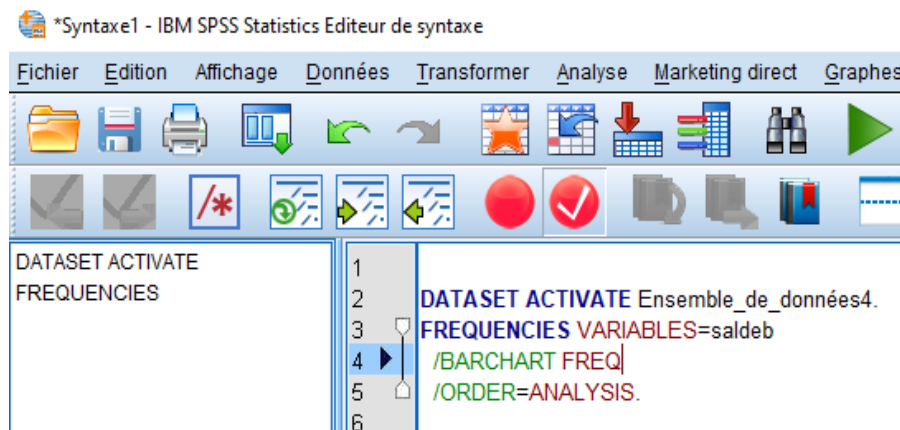 *Syntaxe1 - IBM SPSS Statistics Editeur de syntaxe
Fichier Edition Affichage Données Transformer Analyse Marketing direct Graphes
/*
DATASET ACTIVATE
FREQUENCIES
1
2 DATASET ACTIVATE Ensemble_de_données4.
3 FREQUENCIES VARIABLES=saldeb
4 /BARCHART FREQ
5 /ORDER=ANALYSIS.
6